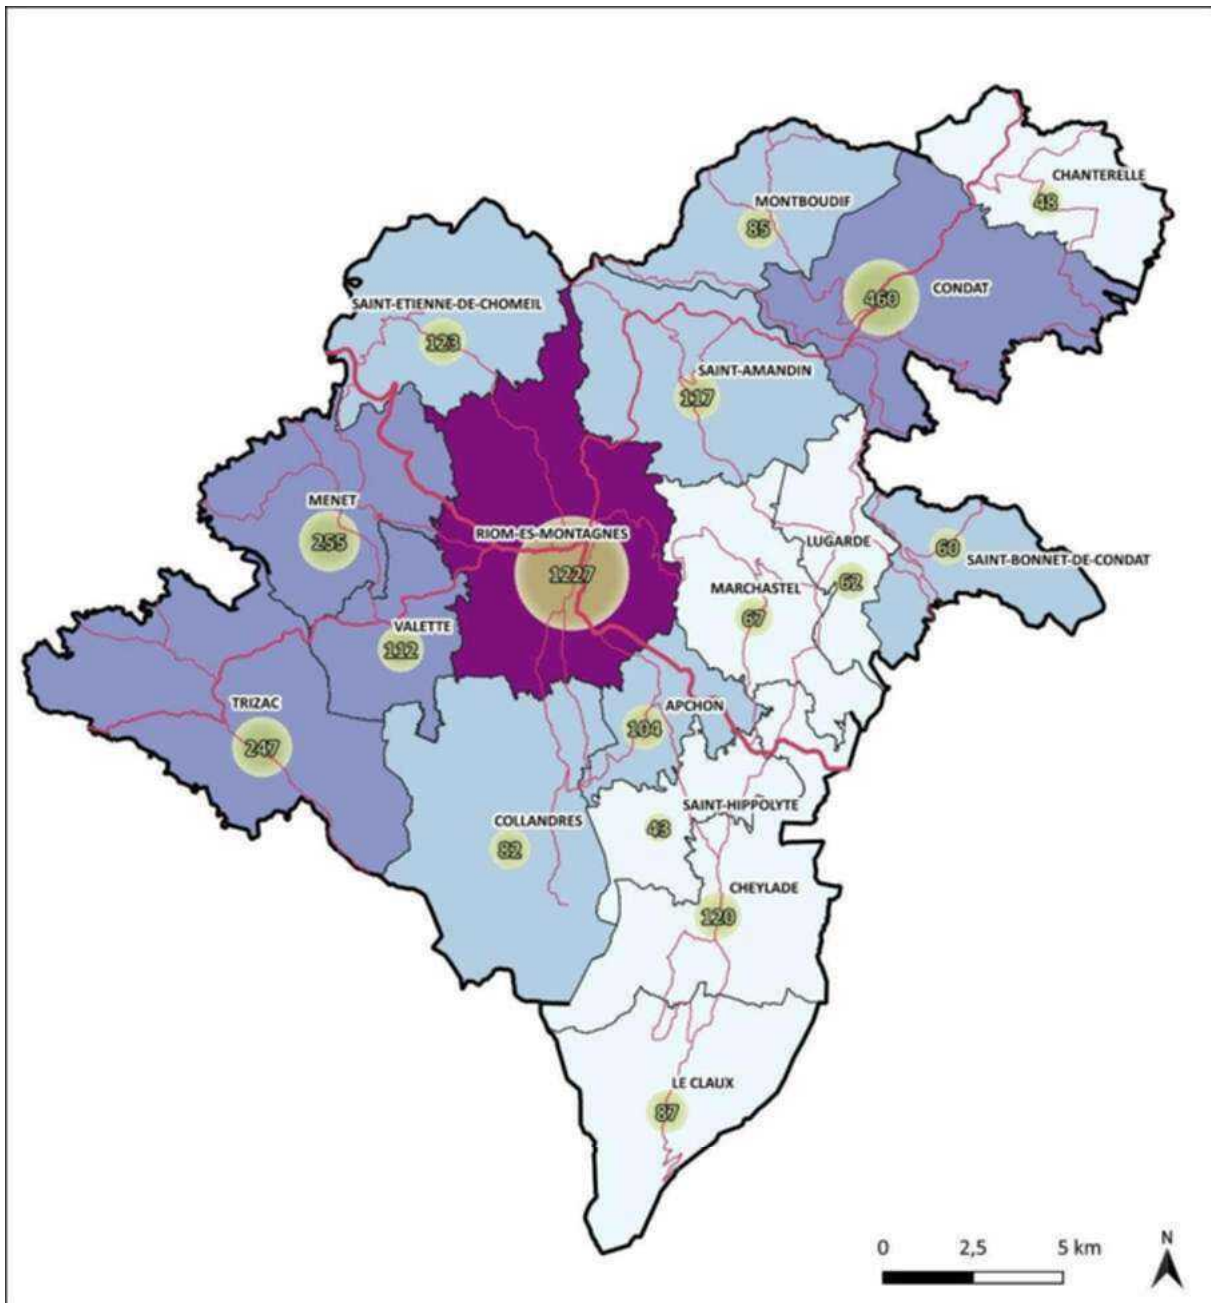 CHANTERELLE
48
MONTBOUDIF
85
CONDAT
460
SAINT-ETIENNE-DE-CHOMEIL
123
SAINT-AMANDIN
117
MENET
255
RIOM-ES-MONTAGNES
1227
LUGARDE
62
60
SAINT-BONNET-DE-CONDAT
MARCHASTEL
67
VALETTE
112
TRIZAC
247
APCHON
104
COLLANDRES
82
SAINT-HIPPOLYTE
43
CHEYLADE
120
LE CLAUX
87
0 2,5 5 km
N